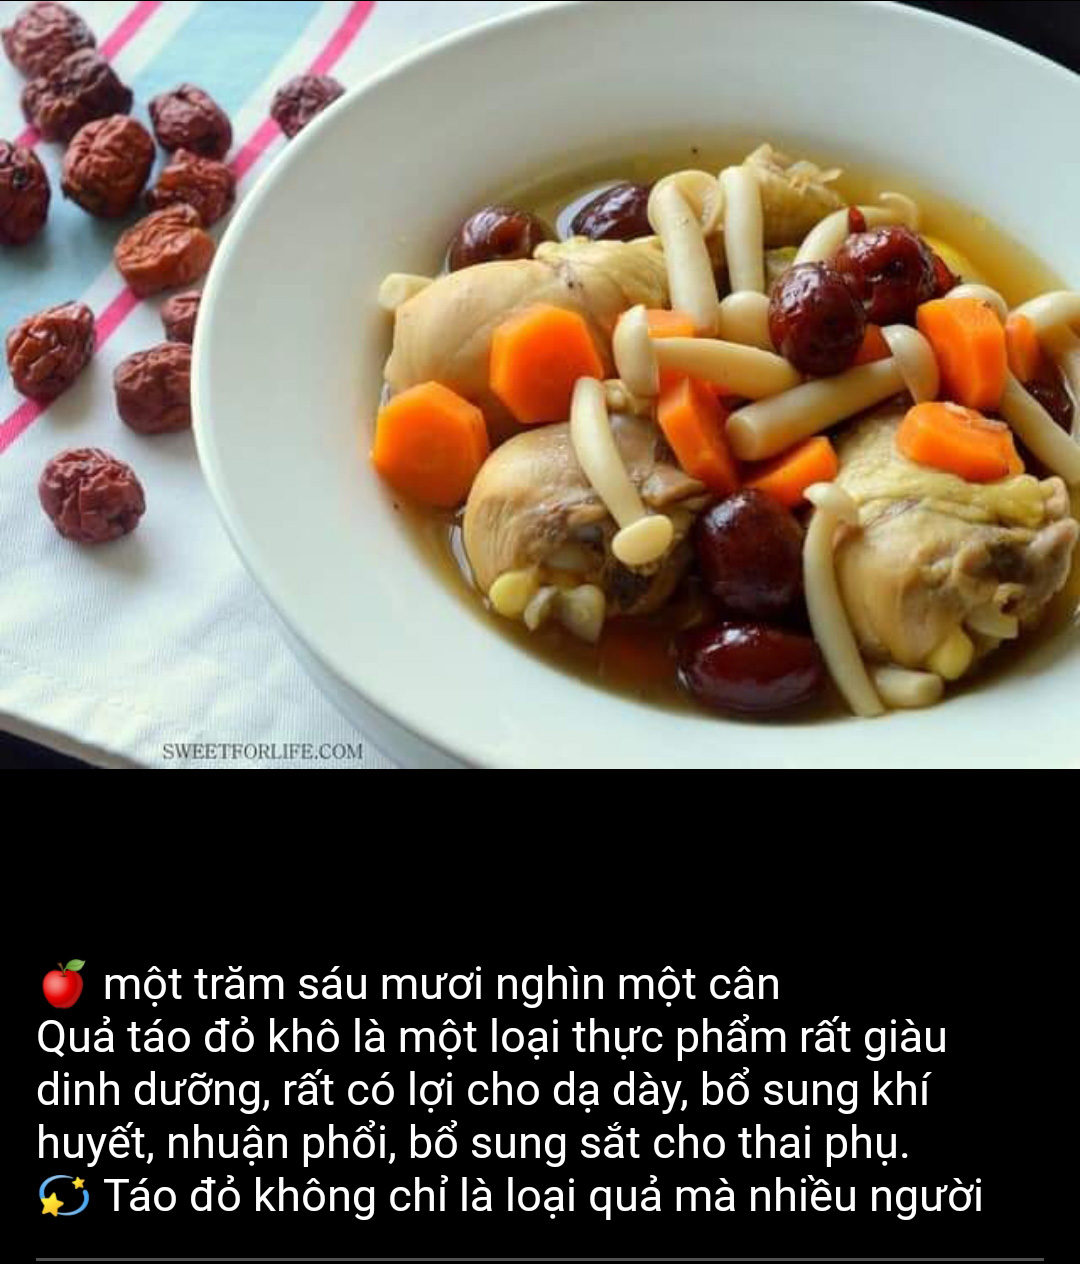 SWEETFORLIFE.COM
🍎 một trăm sáu mươi nghìn một cân
Quả táo đỏ khô là một loại thực phẩm rất giàu
dinh dưỡng, rất có lợi cho dạ dày, bổ sung khí
huyết, nhuận phổi, bổ sung sắt cho thai phụ.
💫 Táo đỏ không chỉ là loại quả mà nhiều người